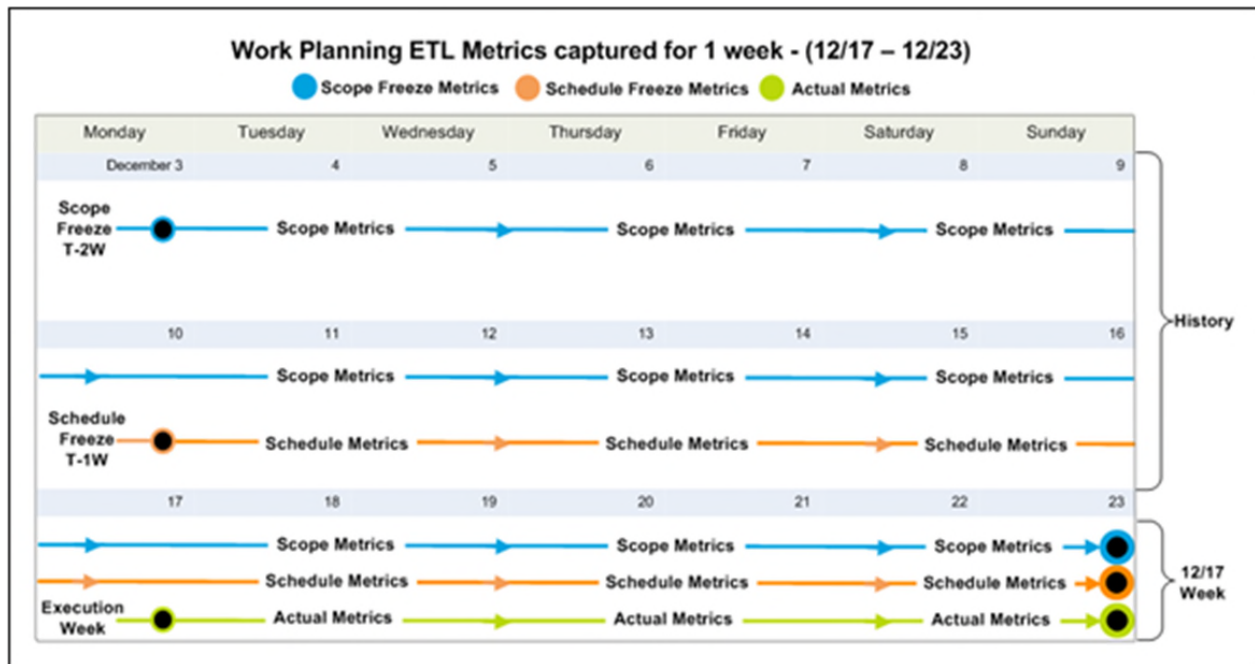 Work Planning ETL Metrics captured for 1 week - (12/17 – 12/23)
Scope Freeze Metrics Schedule Freeze Metrics Actual Metrics
Monday Tuesday Wednesday Thursday Friday Saturday Sunday
December 3 4 5 6 7 8 9
Scope
Freeze
T-2W
Scope Metrics Scope Metrics Scope Metrics
History
10 11 12 13 14 15 16
Scope Metrics Scope Metrics Scope Metrics
Schedule
Freeze
T-1W
Schedule Metrics Schedule Metrics Schedule Metrics
17 18 19 20 21 22 23
Scope Metrics Scope Metrics Scope Metrics
Schedule Metrics Schedule Metrics Schedule Metrics
Execution
Week
Actual Metrics Actual Metrics Actual Metrics
12/17
Week